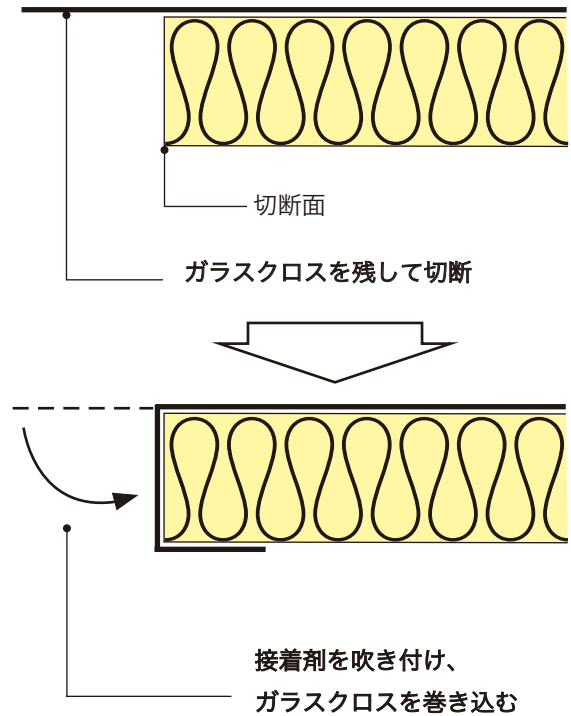 切断面
ガラスクロスを残して切断
接着剤を吹き付け、
ガラスクロスを巻き込む